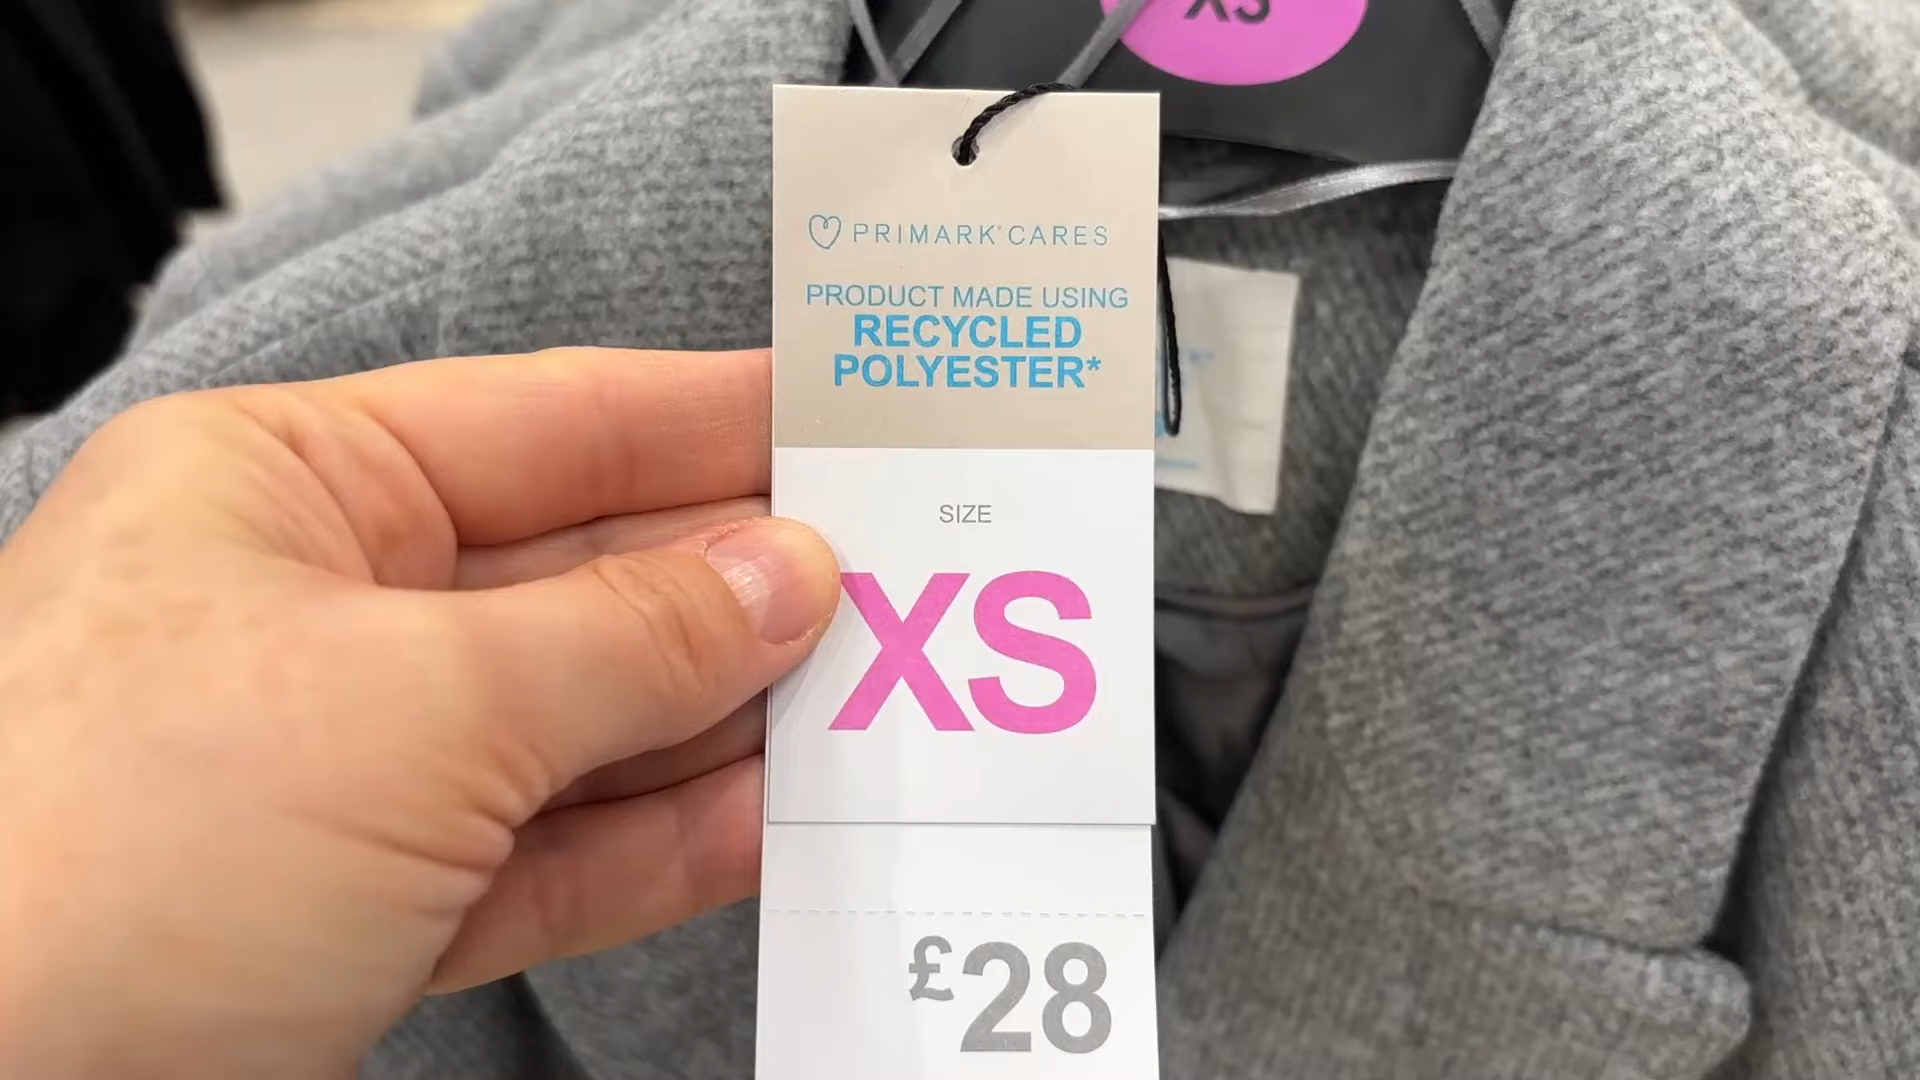 XS
PRIMARK® CARES
PRODUCT MADE USING
RECYCLED
POLYESTER*
SIZE
XS
£28